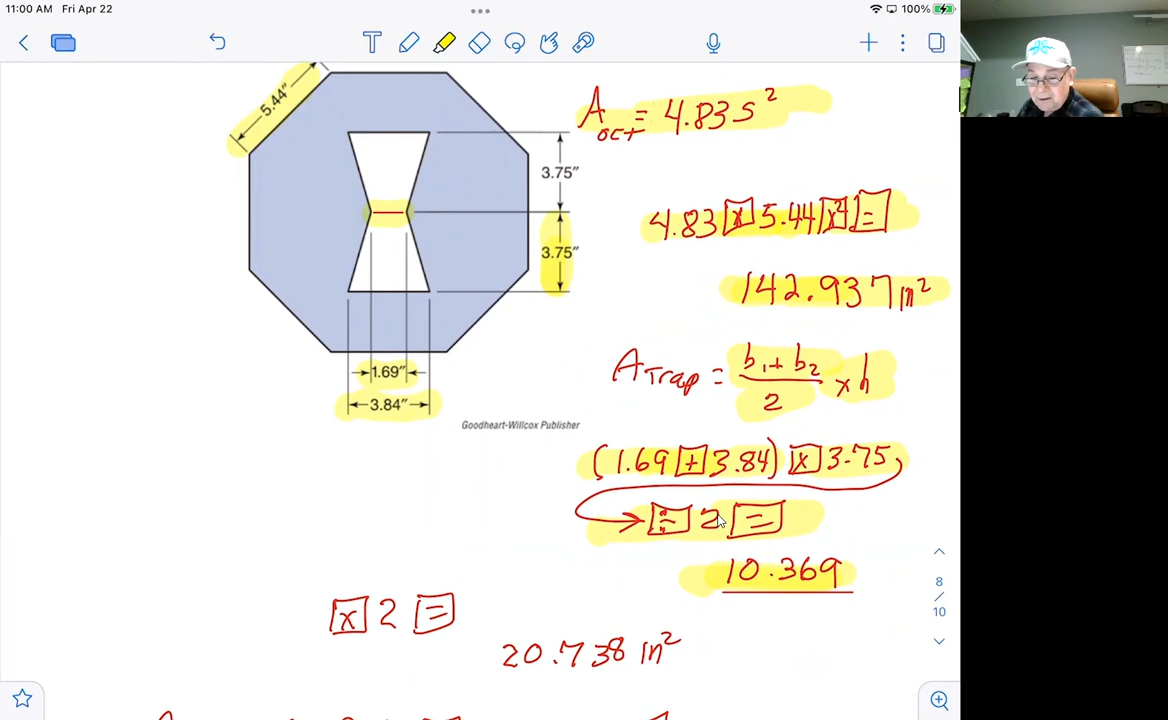 11:00 AM Fri Apr 22
100%
T
5.44"
3.75"
3.75"
1.69"
3.84"
Goodheart-Willcox Publisher
A oct = 4.83 s²
4.83 x 5.44 x² =
142.937 in²
A Trap = b₁ + b₂ / 2 x h
(1.69 + 3.84) x 3.75
÷ 2 =
10.369
x 2 =
20.738 in²
8
/
10